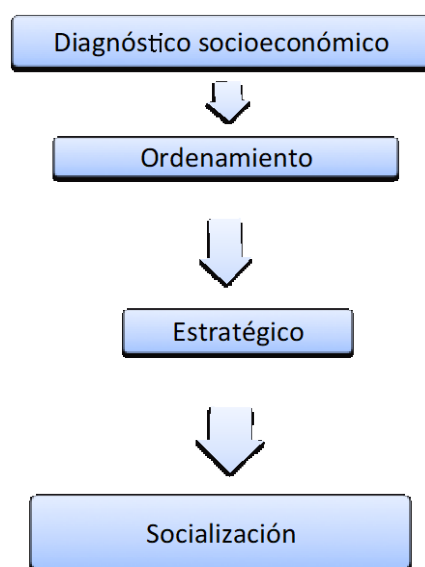 Diagnóstico socioeconómico
Ordenamiento
Estratégico
Socialización